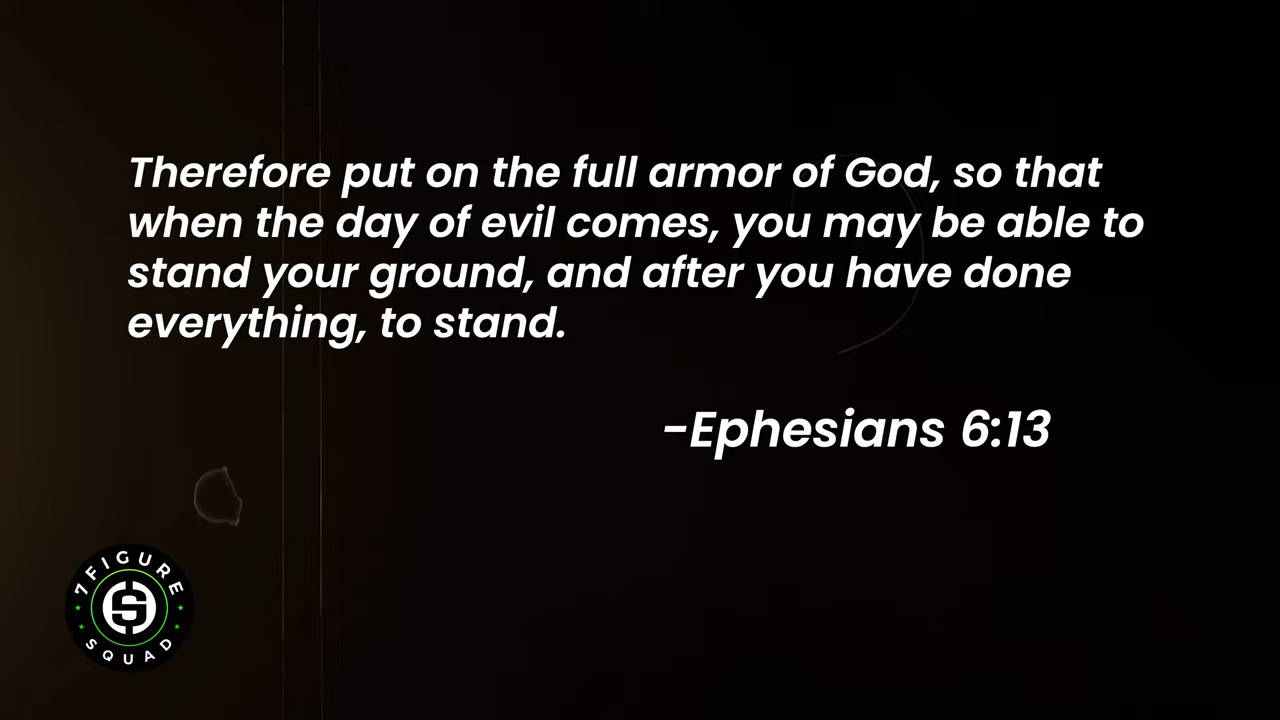 Therefore put on the full armor of God, so that
when the day of evil comes, you may be able to
stand your ground, and after you have done
everything, to stand.
-Ephesians 6:13
7FIGURE
SQUAD